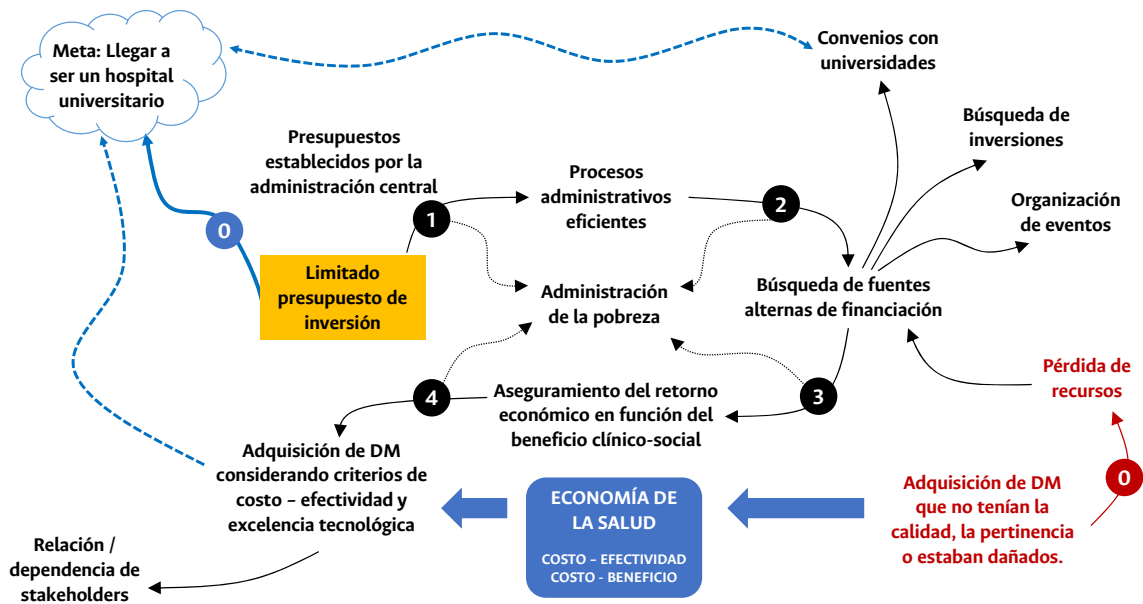 Meta: Llegar a
ser un hospital
universitario
Convenios con
universidades
Búsqueda de
inversiones
Organización
de eventos
Presupuestos
establecidos por la
administración central
Procesos
administrativos
eficientes
0
1
2
Limitado
presupuesto de
inversión
Administración
de la pobreza
Búsqueda de fuentes
alternas de financiación
Pérdida de
recursos
4
Aseguramiento del retorno
económico en función del
beneficio clínico-social
3
Adquisición de DM
considerando criterios de
costo – efectividad y
excelencia tecnológica
ECONOMÍA DE
LA SALUD
COSTO – EFECTIVIDAD
COSTO - BENEFICIO
Adquisición de DM
que no tenían la
calidad, la pertinencia
o estaban dañados.
0
Relación /
dependencia de
stakeholders